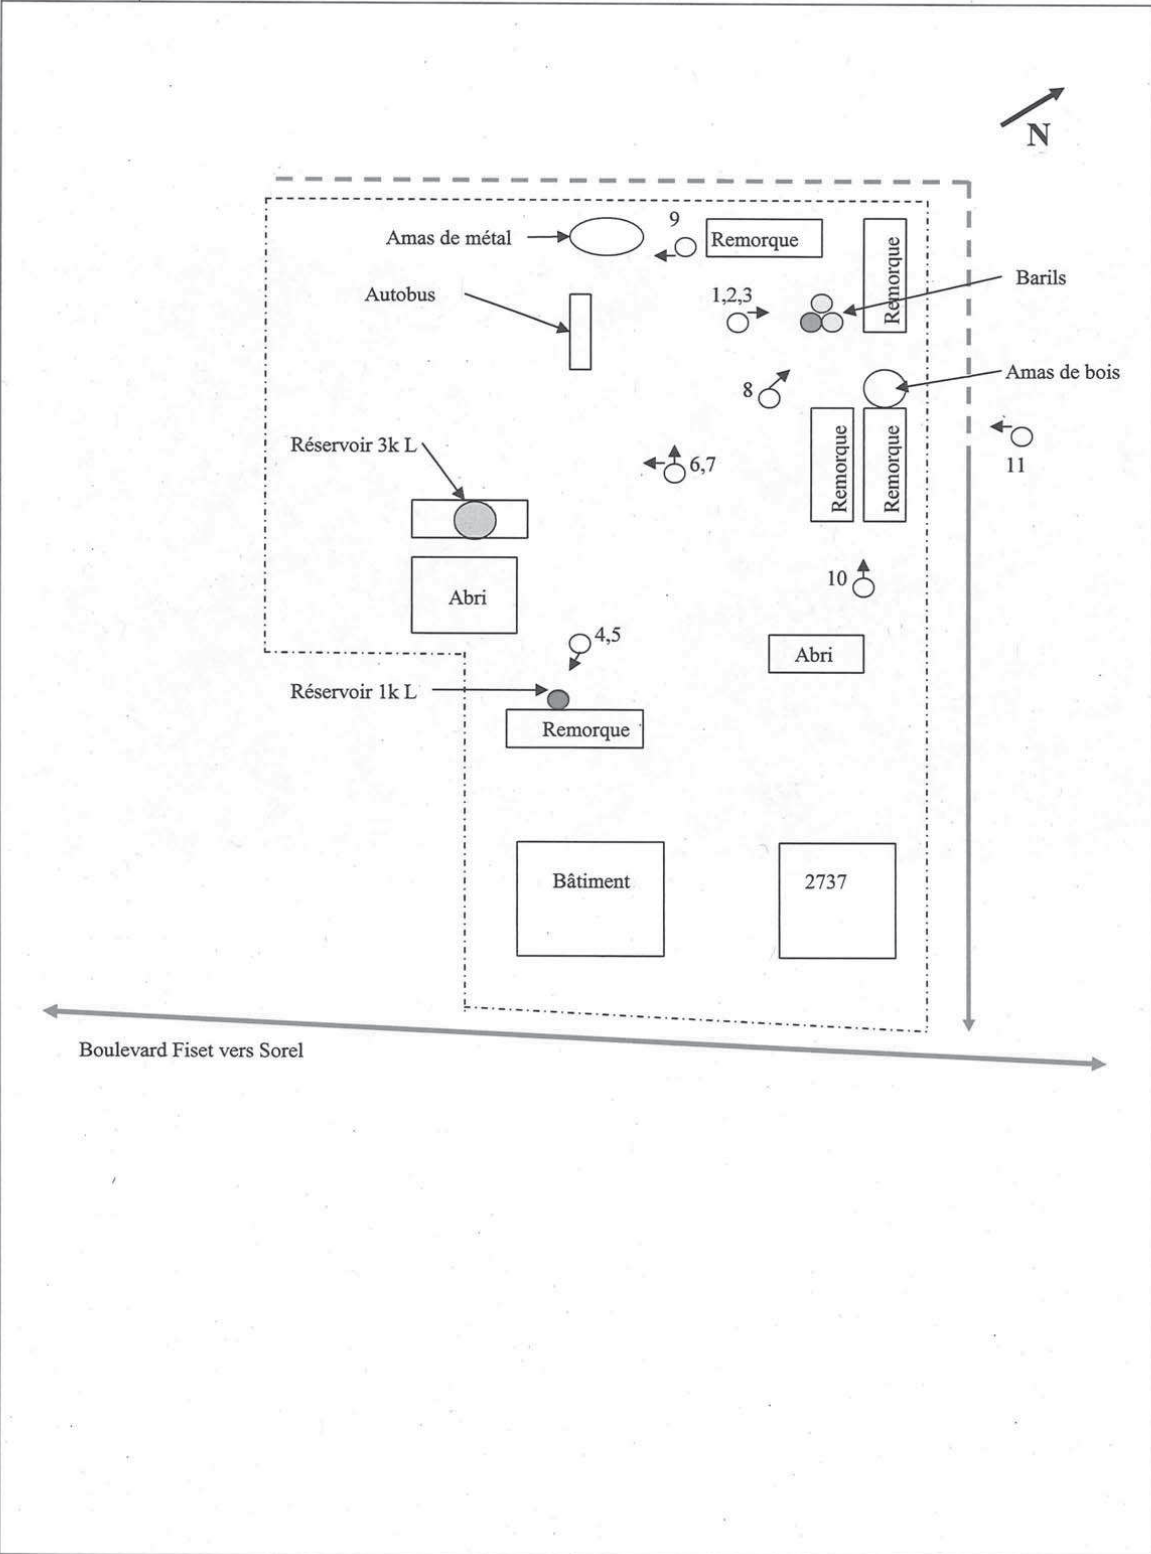 N
9
Amas de métal
Remorque
Remorque
Barils
Autobus
1,2,3
Amas de bois
8
Réservoir 3k L
6,7
Remorque
Remorque
11
10
Abri
4,5
Abri
Réservoir 1k L
Remorque
Bâtiment
2737
Boulevard Fiset vers Sorel